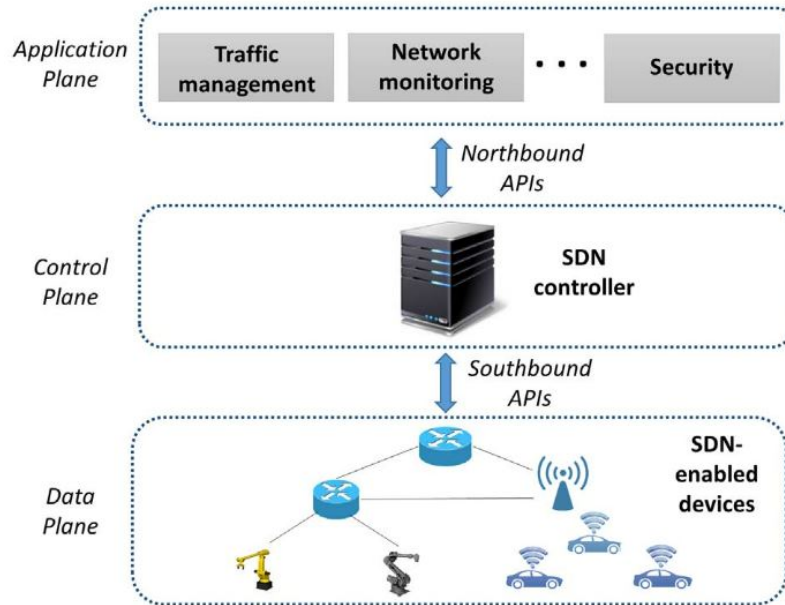 Application
Plane
Traffic
management
Network
monitoring
...
Security
Northbound
APIs
Control
Plane
SDN
controller
Southbound
APIs
Data
Plane
SDN-
enabled
devices